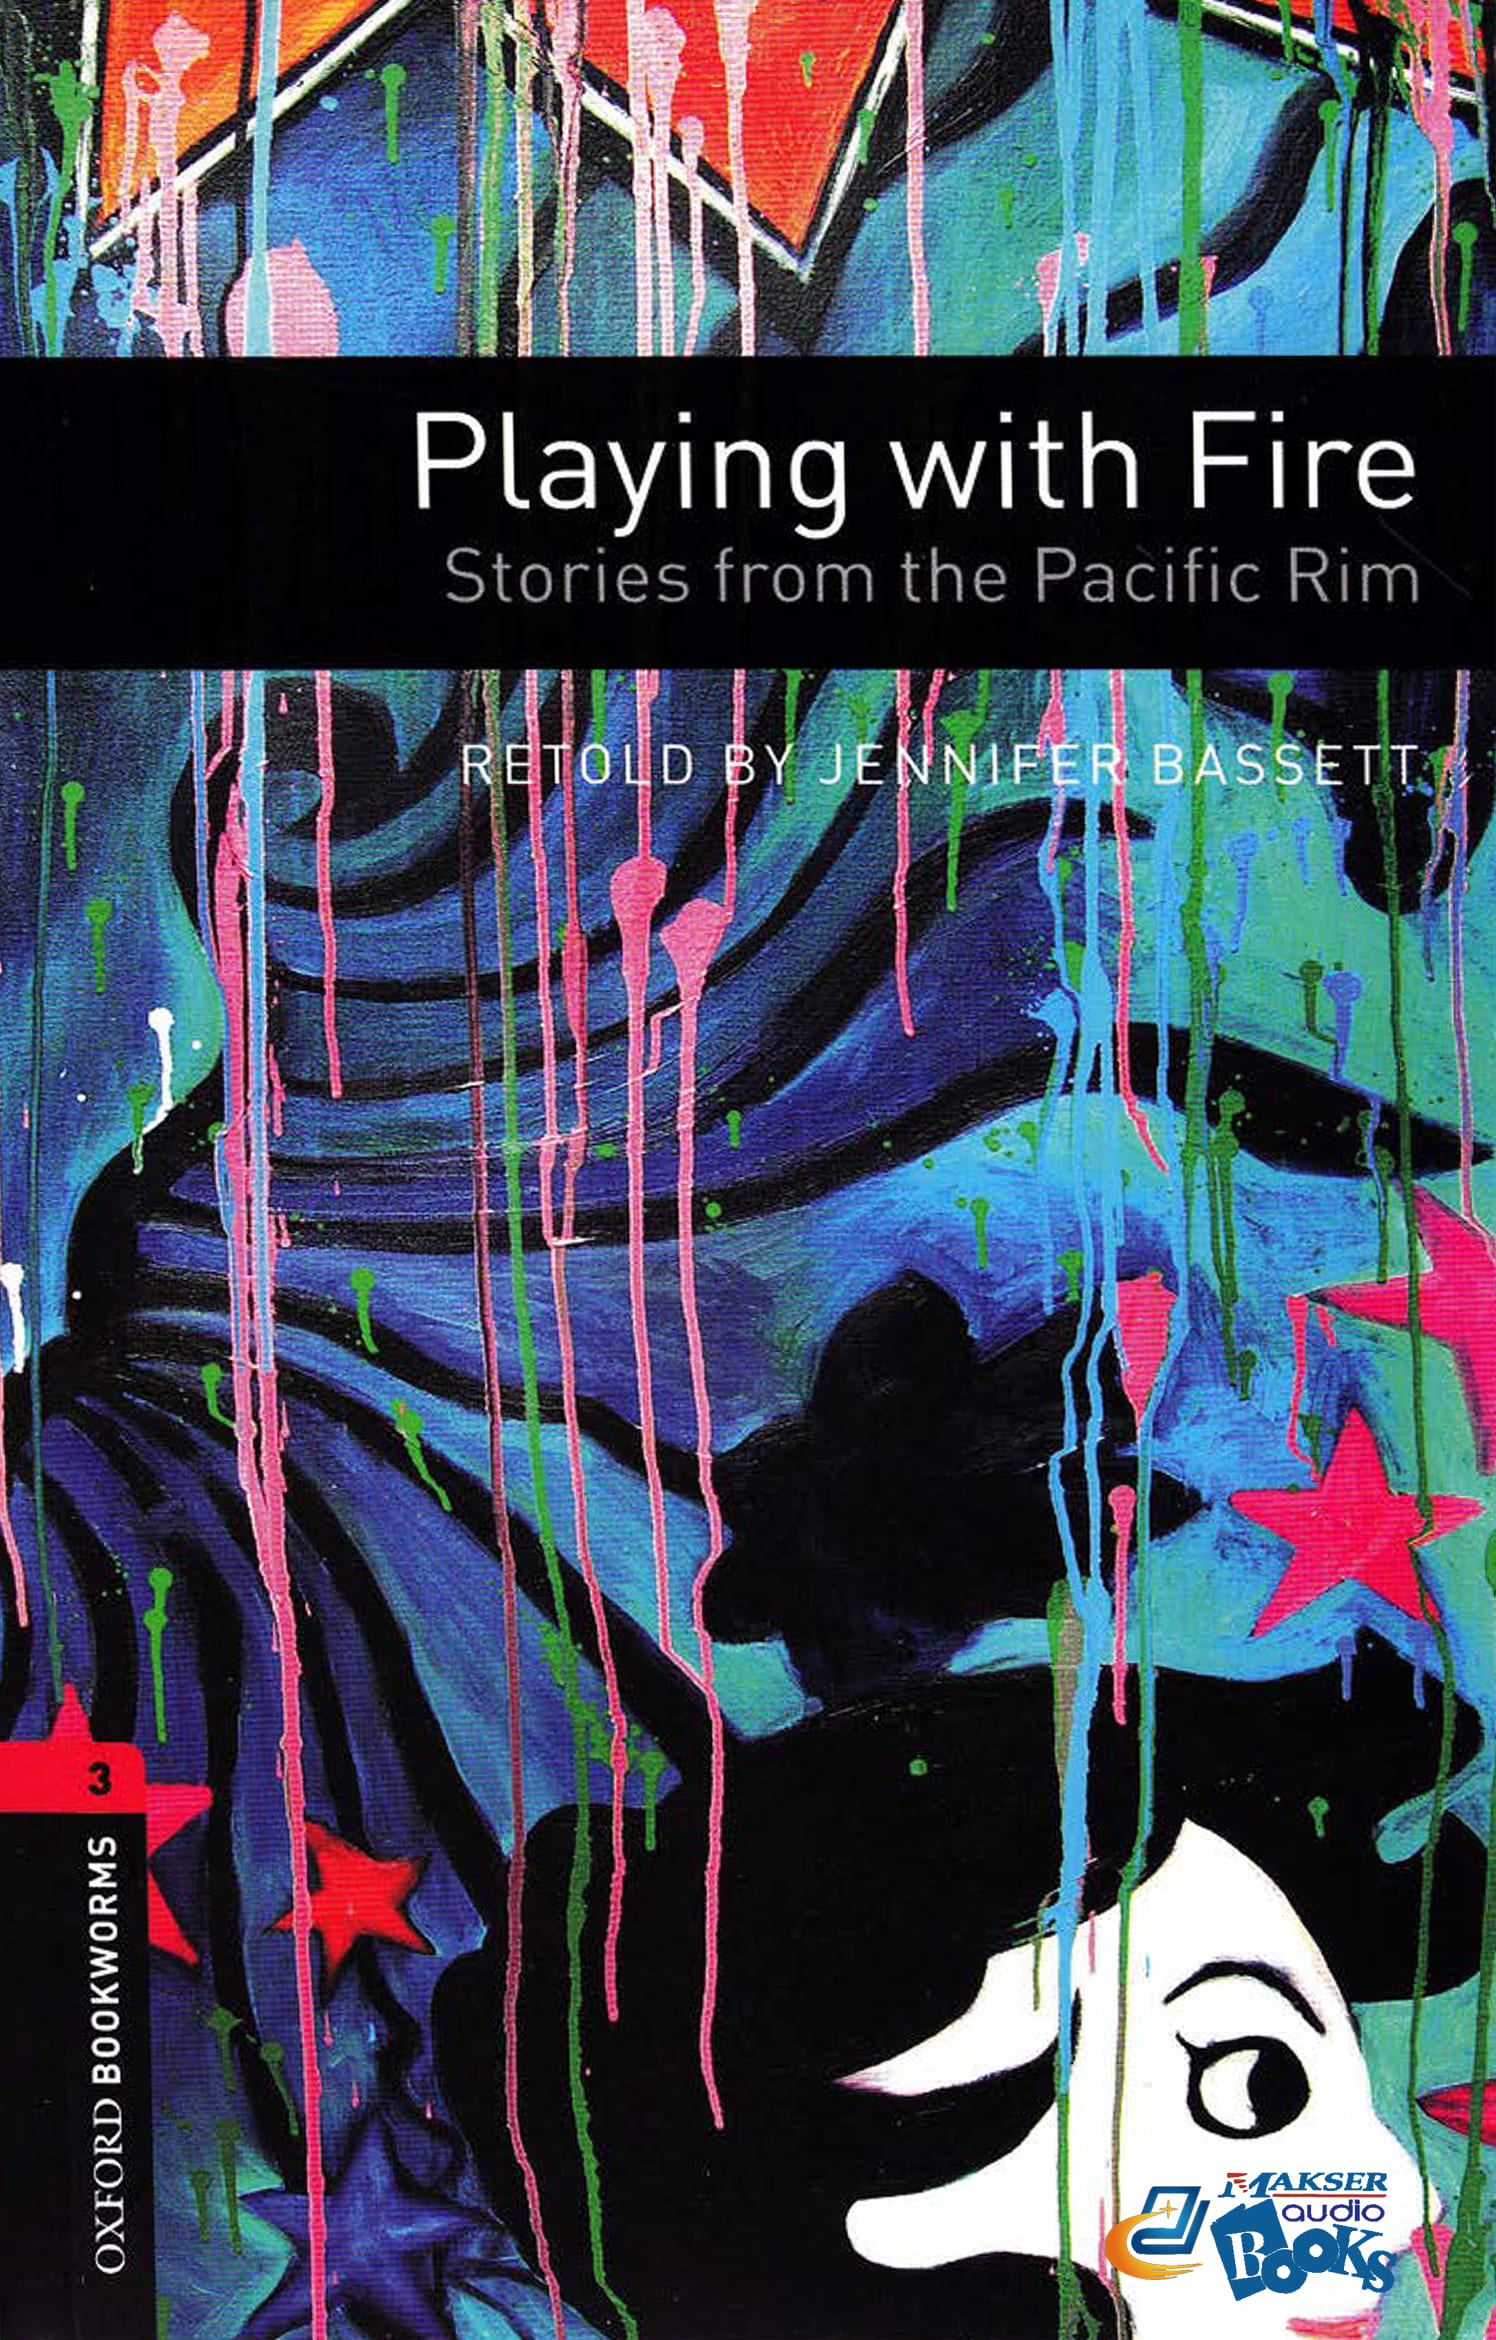 Playing with Fire
Stories from the Pacific Rim
RETOLD BY JENNIFER BASSETT
3
OXFORD BOOKWORMS
MAKSER
audio
BOOKS